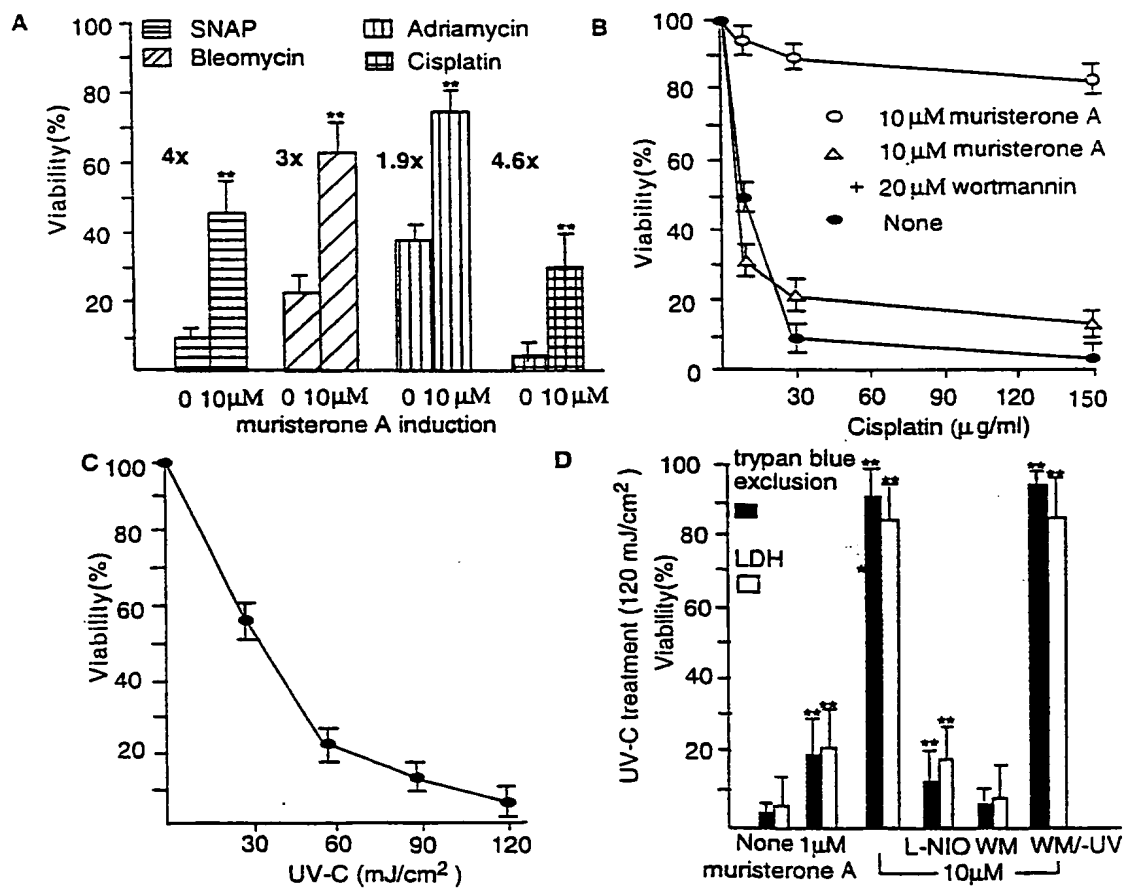 A
SNAP
Bleomycin
Adriamycin
Cisplatin
100
80
60
40
20
Viability(%)
4x
3x
1.9x
4.6x
**
**
**
**
0 10μM 0 10μM 0 10μM 0 10μM
muristerone A induction
B
100
80
60
40
20
0
Viability(%)
10 μM muristerone A
10 μM muristerone A
+ 20 μM wortmannin
None
30 60 90 120 150
Cisplatin (μg/ml)
C
100
80
60
40
20
Viability(%)
30 60 90 120
UV-C (mJ/cm²)
D
100
80
60
40
20
UV-C treatment (120 mJ/cm²
Viability(%)
trypan blue
exclusion
LDH
** **
** **
*
** **
** **
None 1μM L-NIO WM WM/-UV
muristerone A 10μM